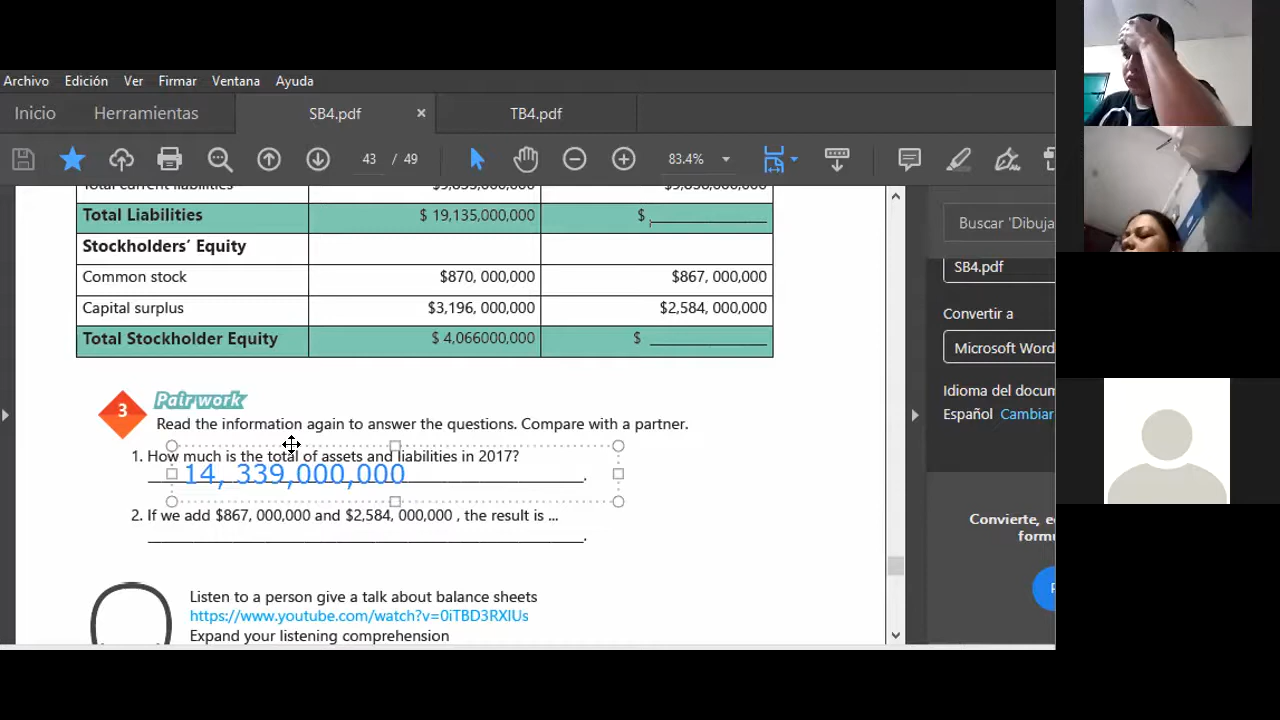 Archivo Edición Ver Firmar Ventana Ayuda
Inicio Herramientas SB4.pdf × TB4.pdf
43 / 49 83.4%
Total current liabilities
Total Liabilities $ 19,135,000,000 $ ______________
Stockholders’ Equity
Common stock $870, 000,000 $867, 000,000
Capital surplus $3,196, 000,000 $2,584, 000,000
Total Stockholder Equity $ 4,066000,000 $ ______________
3 Pair work
Read the information again to answer the questions. Compare with a partner.
1. How much is the total of assets and liabilities in 2017?
14, 339,000,000
2. If we add $867, 000,000 and $2,584, 000,000 , the result is ...
Listen to a person give a talk about balance sheets
https://www.youtube.com/watch?v=0iTBD3RXIUs
Expand your listening comprehension
Buscar 'Dibuja
SB4.pdf
Convertir a
Microsoft Word
Idioma del docum
Español Cambiar
Convierte, e
formu